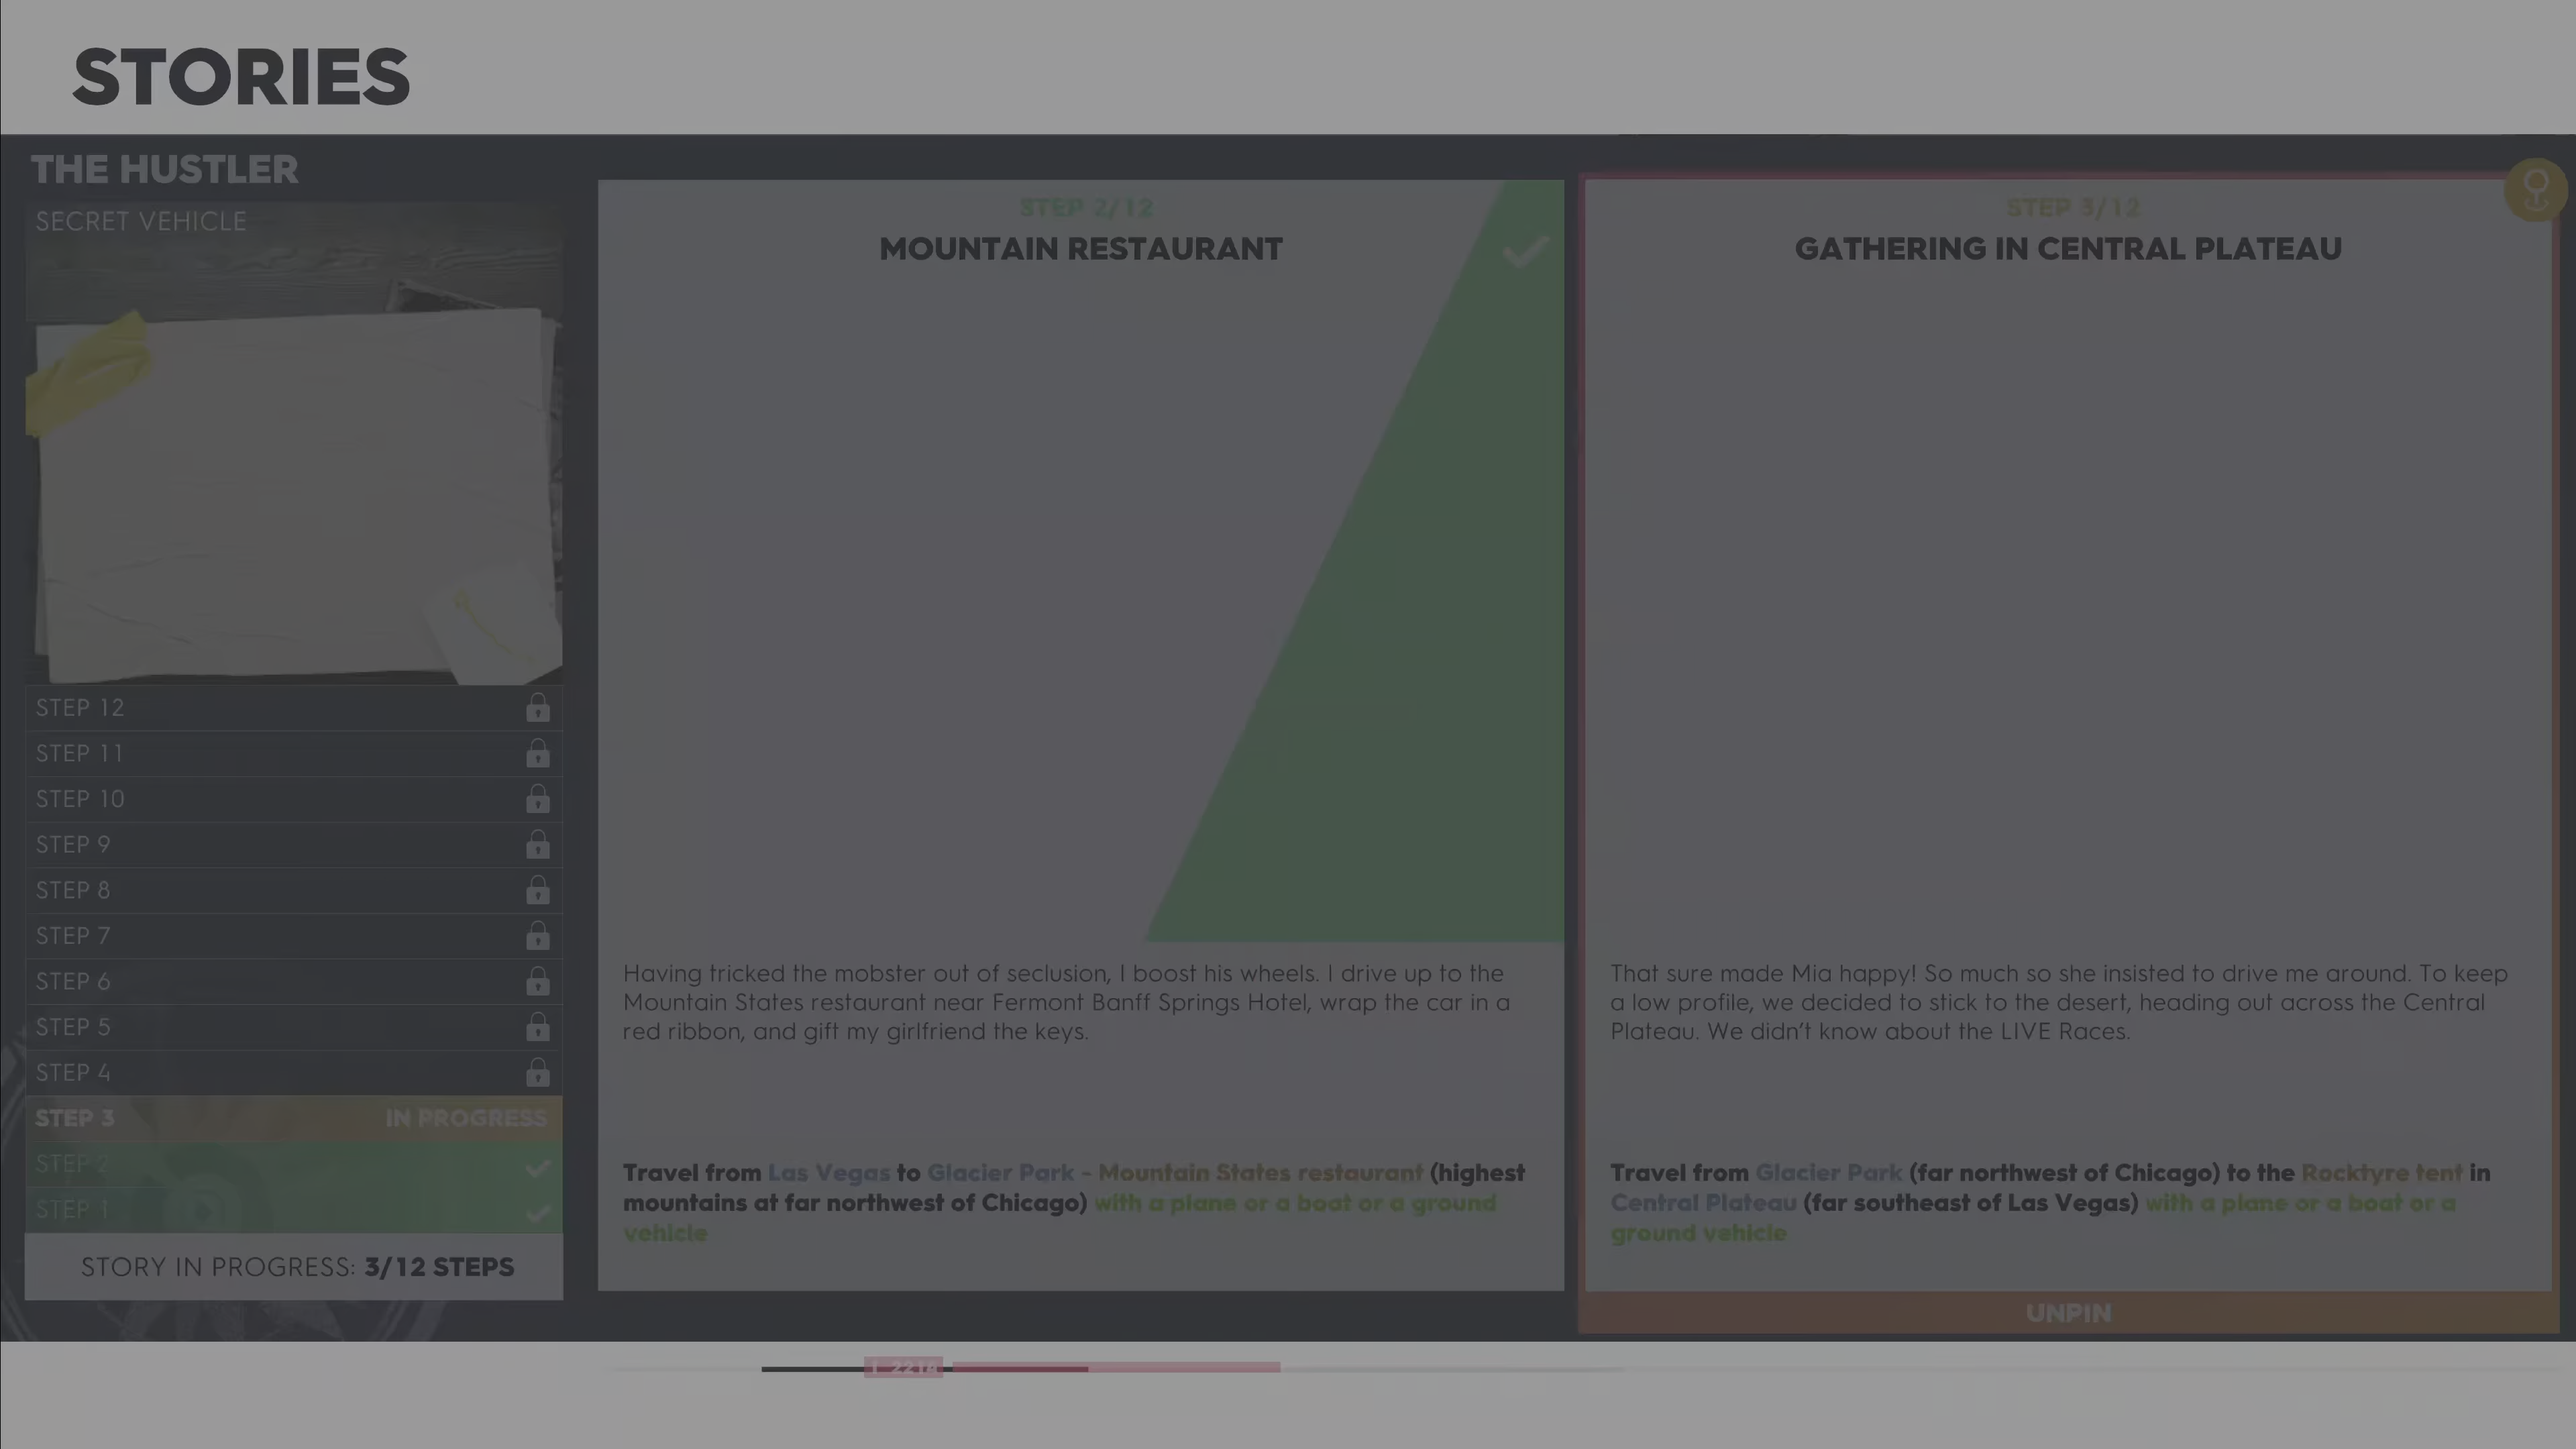 STORIES
THE HUSTLER
SECRET VEHICLE
STEP 12
STEP 11
STEP 10
STEP 9
STEP 8
STEP 7
STEP 6
STEP 5
STEP 4
STEP 3 IN PROGRESS
STEP 2
STEP 1
STORY IN PROGRESS: 3/12 STEPS
STEP 2/12
MOUNTAIN RESTAURANT
Having tricked the mobster out of seclusion, I boost his wheels. I drive up to the
Mountain States restaurant near Fermont Banff Springs Hotel, wrap the car in a
red ribbon, and gift my girlfriend the keys.
Travel from Las Vegas to Glacier Park - Mountain States restaurant (highest
mountains at far northwest of Chicago) with a plane or a boat or a ground
vehicle
STEP 3/12
GATHERING IN CENTRAL PLATEAU
That sure made Mia happy! So much so she insisted to drive me around. To keep
a low profile, we decided to stick to the desert, heading out across the Central
Plateau. We didn't know about the LIVE Races.
Travel from Glacier Park (far northwest of Chicago) to the Rocktyre tent in
Central Plateau (far southeast of Las Vegas) with a plane or a boat or a
ground vehicle
UNPIN